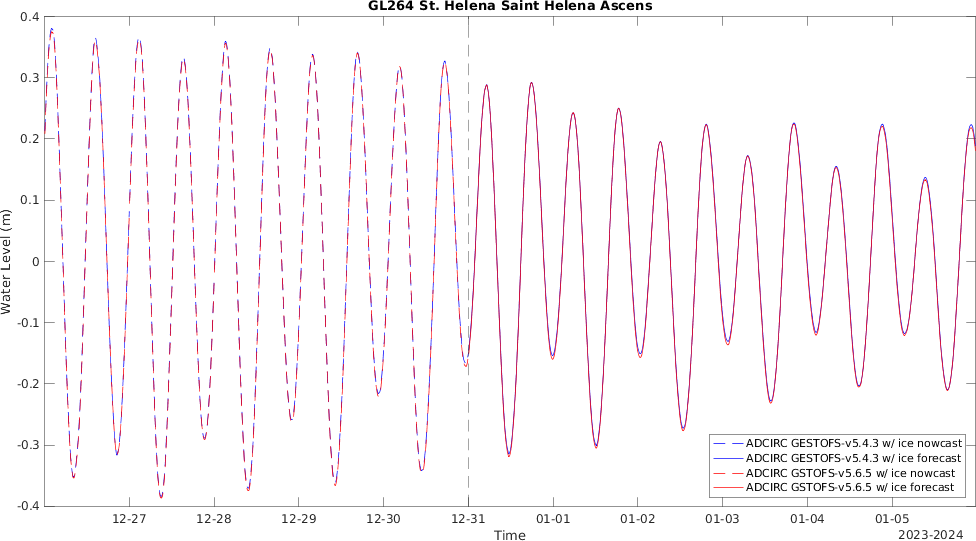 GL264 St. Helena Saint Helena Ascens
0.4
0.3
0.2
0.1
0
-0.1
-0.2
-0.3
-0.4
Water Level (m)
12-27 12-28 12-29 12-30 12-31 01-01 01-02 01-03 01-04 01-05
Time
2023-2024
ADCIRC GESTOFS-v5.4.3 w/ ice nowcast
ADCIRC GESTOFS-v5.4.3 w/ ice forecast
ADCIRC GSTOFS-v5.6.5 w/ ice nowcast
ADCIRC GSTOFS-v5.6.5 w/ ice forecast